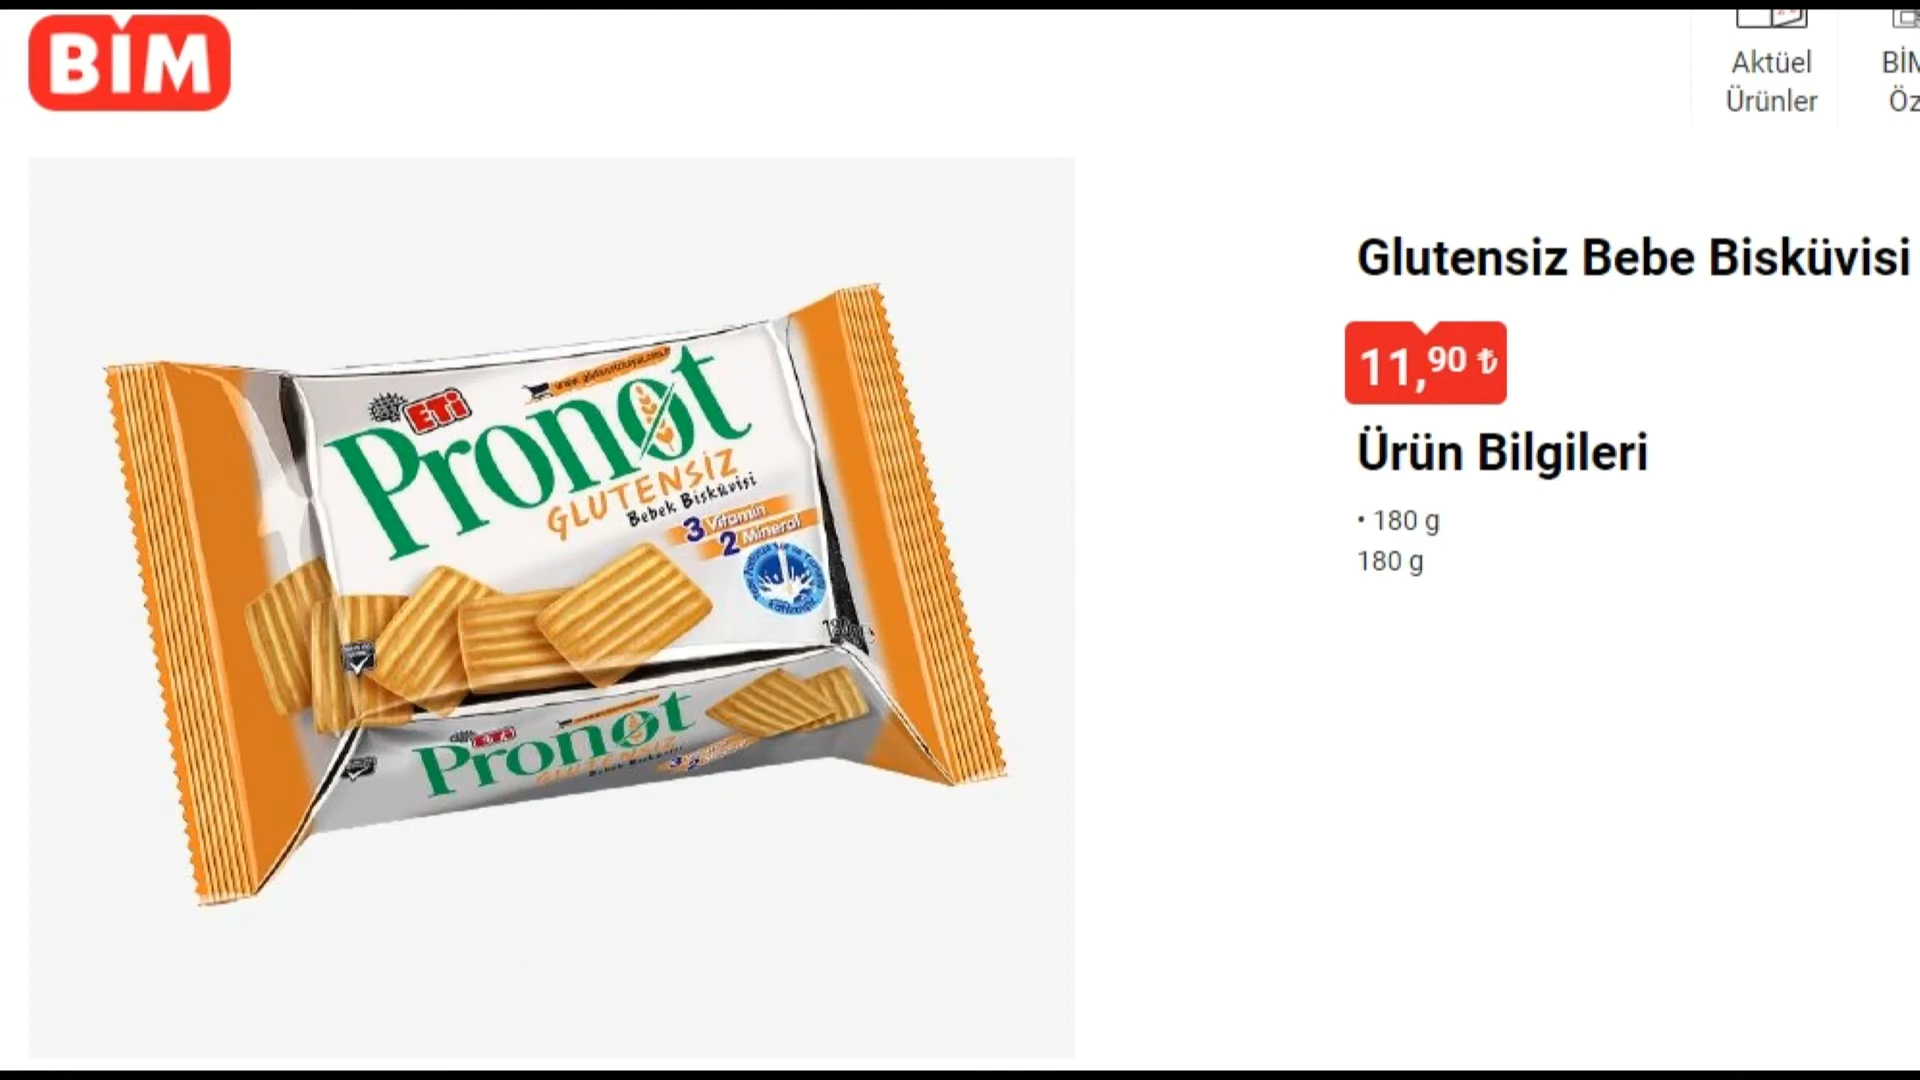 BİM
Aktüel
Ürünler
Glutensiz Bebe Bisküvisi
11,90 ₺
Ürün Bilgileri
• 180 g
180 g
ETİ
Pronot
GLUTENSİZ
Bebek Bisküvisi
3 Vitamin
2 Mineral
ETİ
Pronot
GLUTENSİZ